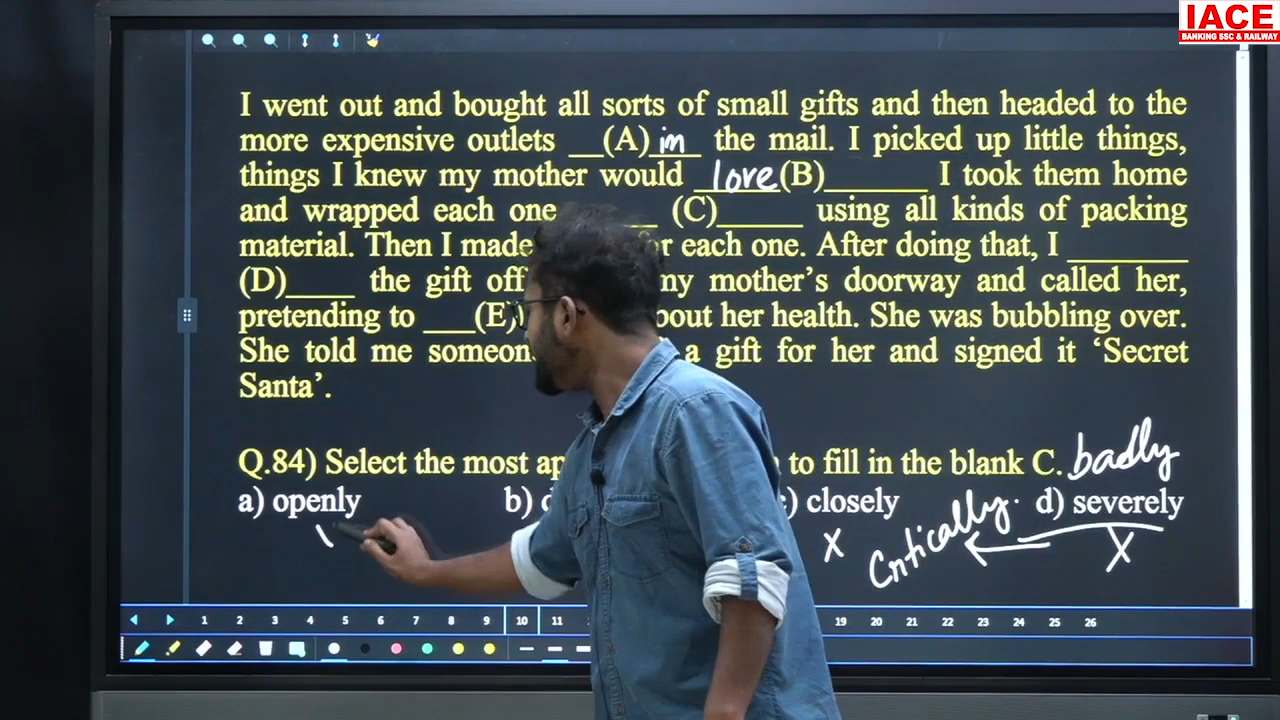 IACE
BANKING SSC & RAILWAY
I went out and bought all sorts of small gifts and then headed to the
more expensive outlets __(A) in the mail. I picked up little things,
things I knew my mother would love (B)______ I took them home
and wrapped each one (C)_____ using all kinds of packing
material. Then I made for each one. After doing that, I ______
(D)____ the gift off my mother's doorway and called her,
pretending to ___(E) about her health. She was bubbling over.
She told me a gift for her and signed it 'Secret
Santa'.
Q.84) Select the most to fill in the blank C. badly
a) openly b) c) closely d) severely
x Critically x
1 2 3 4 5 6 7 8 9 10 11 19 20 21 22 23 24 25 26